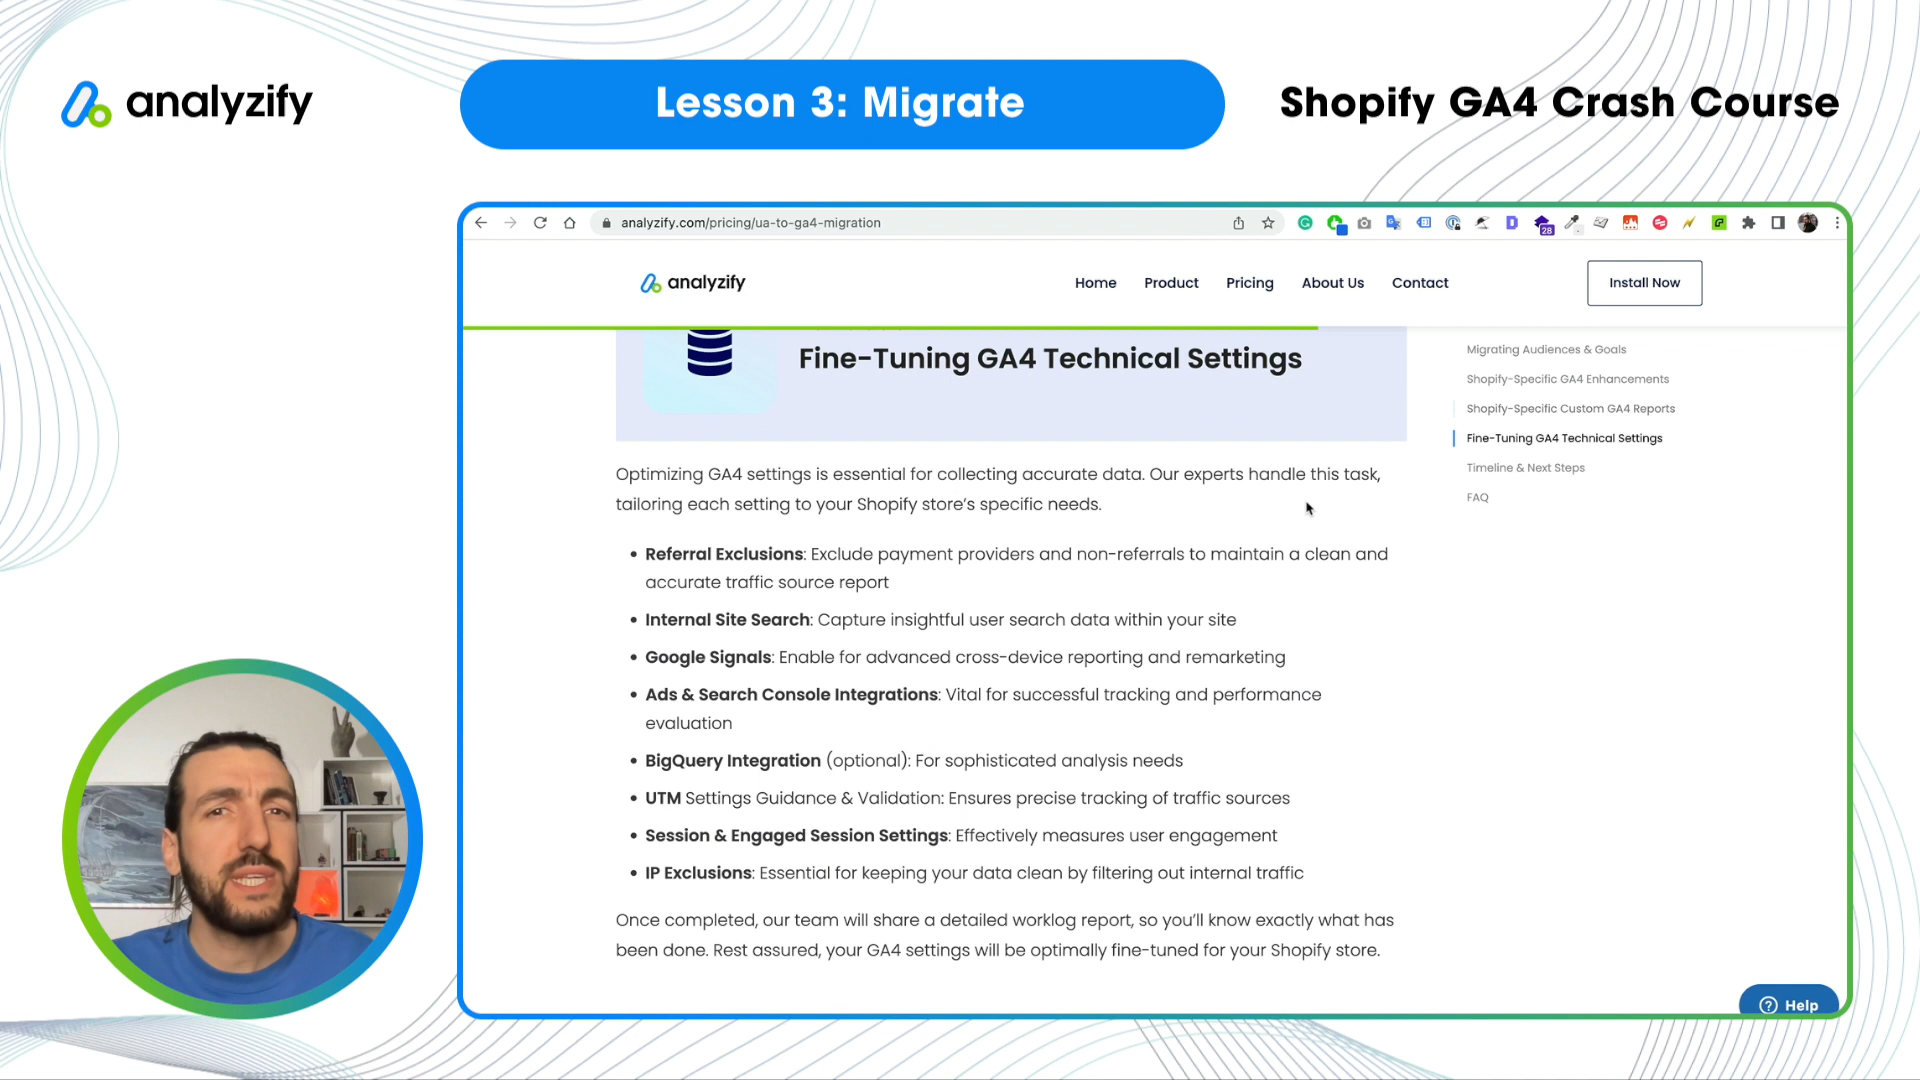 analyzify
Lesson 3: Migrate
Shopify GA4 Crash Course
analyzify.com/pricing/ua-to-ga4-migration
28
analyzify
Home
Product
Pricing
About Us
Contact
Install Now
Fine-Tuning GA4 Technical Settings
Optimizing GA4 settings is essential for collecting accurate data. Our experts handle this task,
tailoring each setting to your Shopify store's specific needs.
• Referral Exclusions: Exclude payment providers and non-referrals to maintain a clean and
accurate traffic source report
• Internal Site Search: Capture insightful user search data within your site
• Google Signals: Enable for advanced cross-device reporting and remarketing
• Ads & Search Console Integrations: Vital for successful tracking and performance
evaluation
• BigQuery Integration (optional): For sophisticated analysis needs
• UTM Settings Guidance & Validation: Ensures precise tracking of traffic sources
• Session & Engaged Session Settings: Effectively measures user engagement
• IP Exclusions: Essential for keeping your data clean by filtering out internal traffic
Once completed, our team will share a detailed worklog report, so you'll know exactly what has
been done. Rest assured, your GA4 settings will be optimally fine-tuned for your Shopify store.
Migrating Audiences & Goals
Shopify-Specific GA4 Enhancements
Shopify-Specific Custom GA4 Reports
Fine-Tuning GA4 Technical Settings
Timeline & Next Steps
FAQ
Help